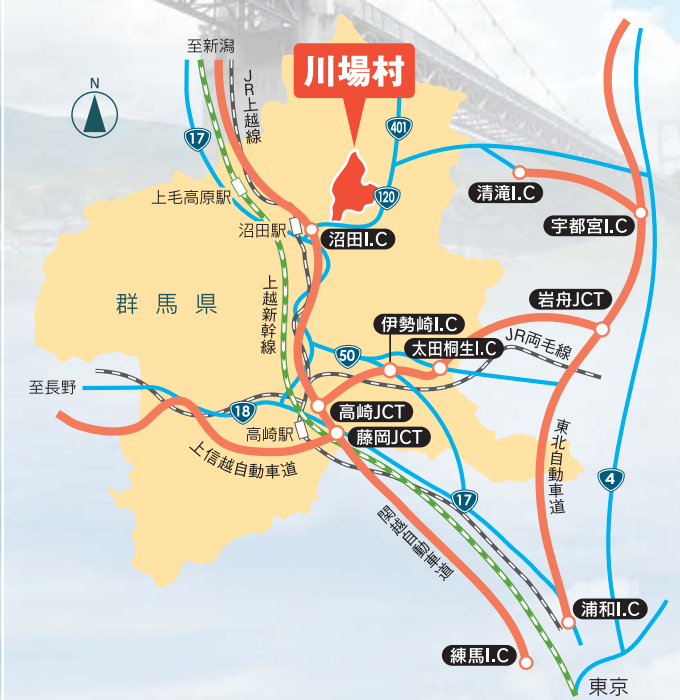 至新潟
川場村
N
JR上越線
17
401
上毛高原駅
120
清滝I.C
沼田駅
沼田I.C
宇都宮I.C
群馬県
上越新幹線
岩舟JCT
伊勢崎I.C
太田桐生I.C
JR両毛線
50
至長野
18
高崎JCT
高崎駅
藤岡JCT
上信越自動車道
東北自動車道
4
17
関越自動車道
浦和I.C
練馬I.C
東京